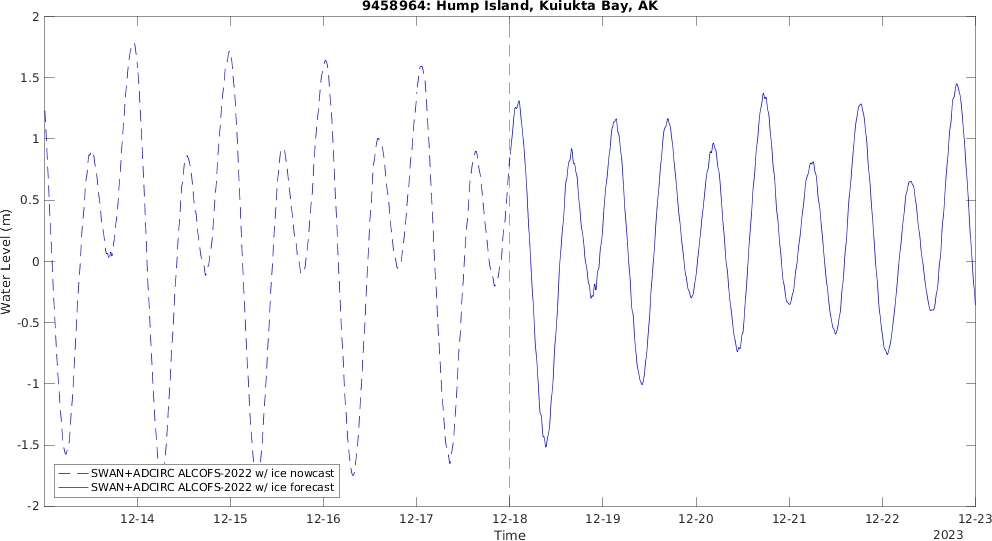 9458964: Hump Island, Kuiukta Bay, AK
2
1.5
1
0.5
0
-0.5
-1
-1.5
-2
Water Level (m)
SWAN+ADCIRC ALCOFS-2022 w/ ice nowcast
SWAN+ADCIRC ALCOFS-2022 w/ ice forecast
12-14 12-15 12-16 12-17 12-18 12-19 12-20 12-21 12-22 12-23
Time
2023